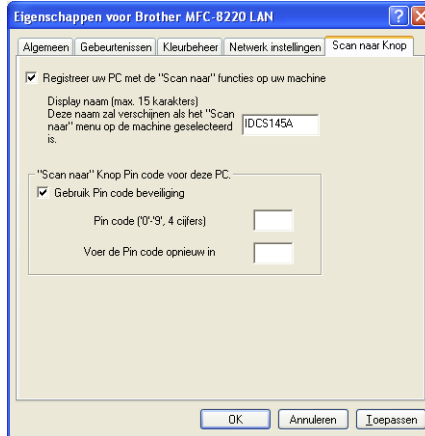 Eigenschappen voor Brother MFC-8220 LAN
Algemeen Gebeurtenissen Kleurbeheer Netwerk instellingen Scan naar Knop
Registreer uw PC met de "Scan naar" functies op uw machine
Display naam (max. 15 karakters)
Deze naam zal verschijnen als het "Scan
naar" menu op de machine geselecteerd
is.
IDCS145A
"Scan naar" Knop Pin code voor deze PC.
Gebruik Pin code beveiliging
Pin code ('0'-'9', 4 cijfers)
Voer de Pin code opnieuw in
OK Annuleren Toepassen